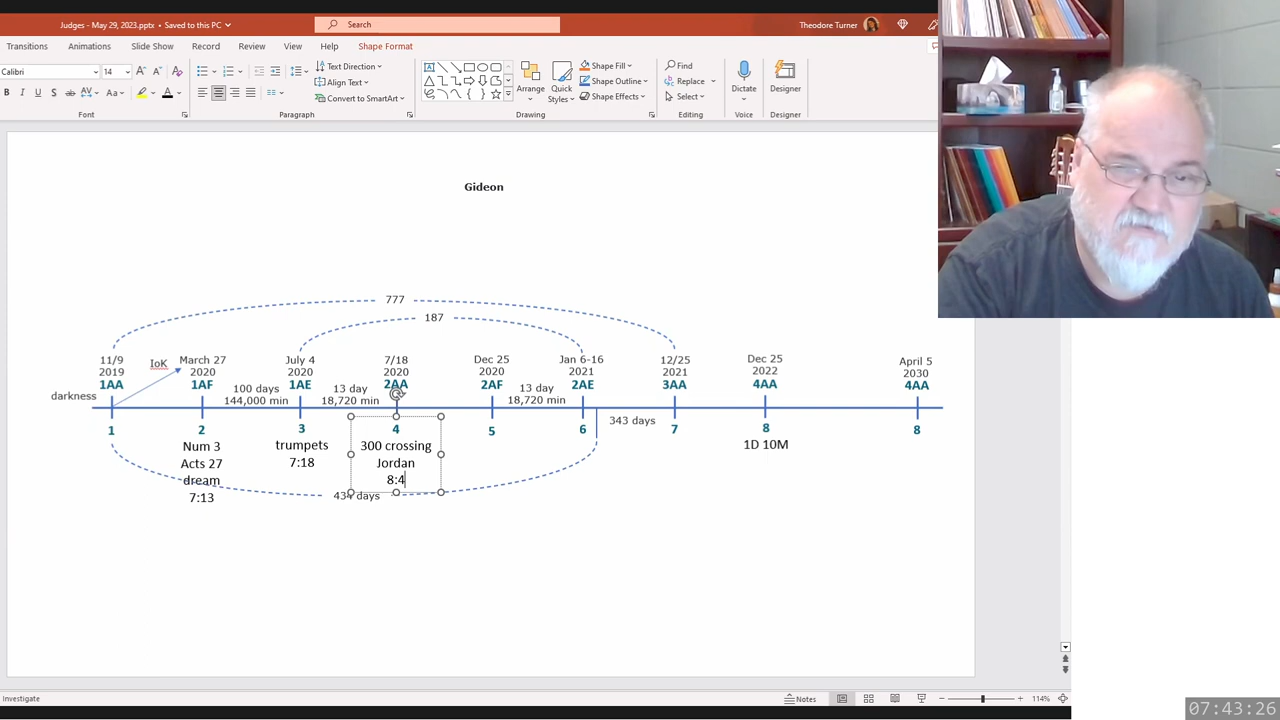 Judges - May 29, 2023.pptx • Saved to this PC
Search
Theodore Turner
Transitions Animations Slide Show Record Review View Help Shape Format
Calibri 14
Text Direction
Align Text
Convert to SmartArt
Arrange
Quick Styles
Shape Fill
Shape Outline
Shape Effects
Find
Replace
Select
Dictate
Designer
Font Paragraph Drawing Editing Voice Designer
Gideon
777
187
11/9 2019 1AA
IoK
March 27 2020 1AF
July 4 2020 1AE
7/18 2020 2AA
Dec 25 2020 2AF
Jan 6-16 2021 2AE
12/25 2021 3AA
Dec 25 2022 4AA
April 5 2030 4AA
darkness
100 days 144,000 min
13 day 18,720 min
13 day 18,720 min
343 days
1 2 3 4 5 6 7 8 8
Num 3
Acts 27
dream
7:13
trumpets
7:18
300 crossing
Jordan
8:4
1D 10M
434 days
Investigate
Notes
114%
07:43:26